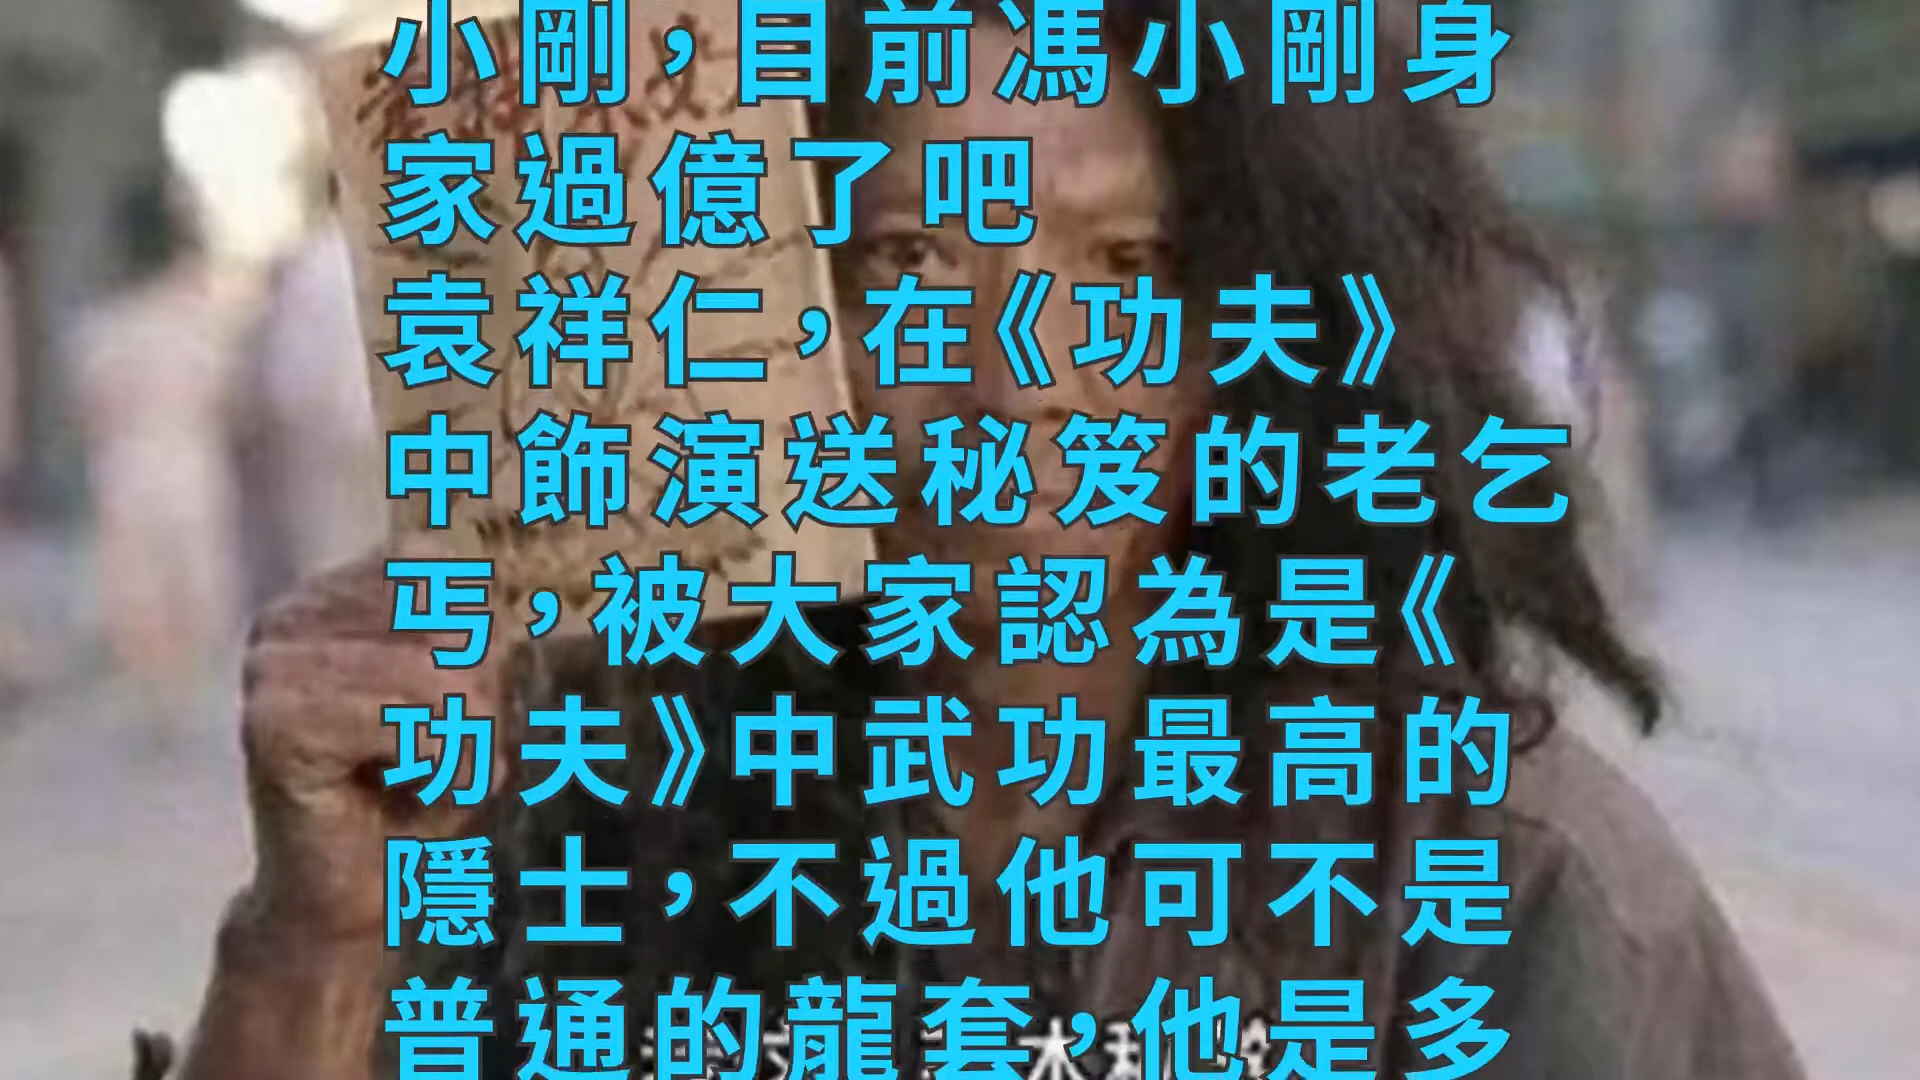 小剛，目前馮小剛身
家過億了吧
袁祥仁，在《功夫》
中飾演送秘笈的老乞
丐，被大家認為是《
功夫》中武功最高的
隱士，不過他可不是
普通的龍套，他是多